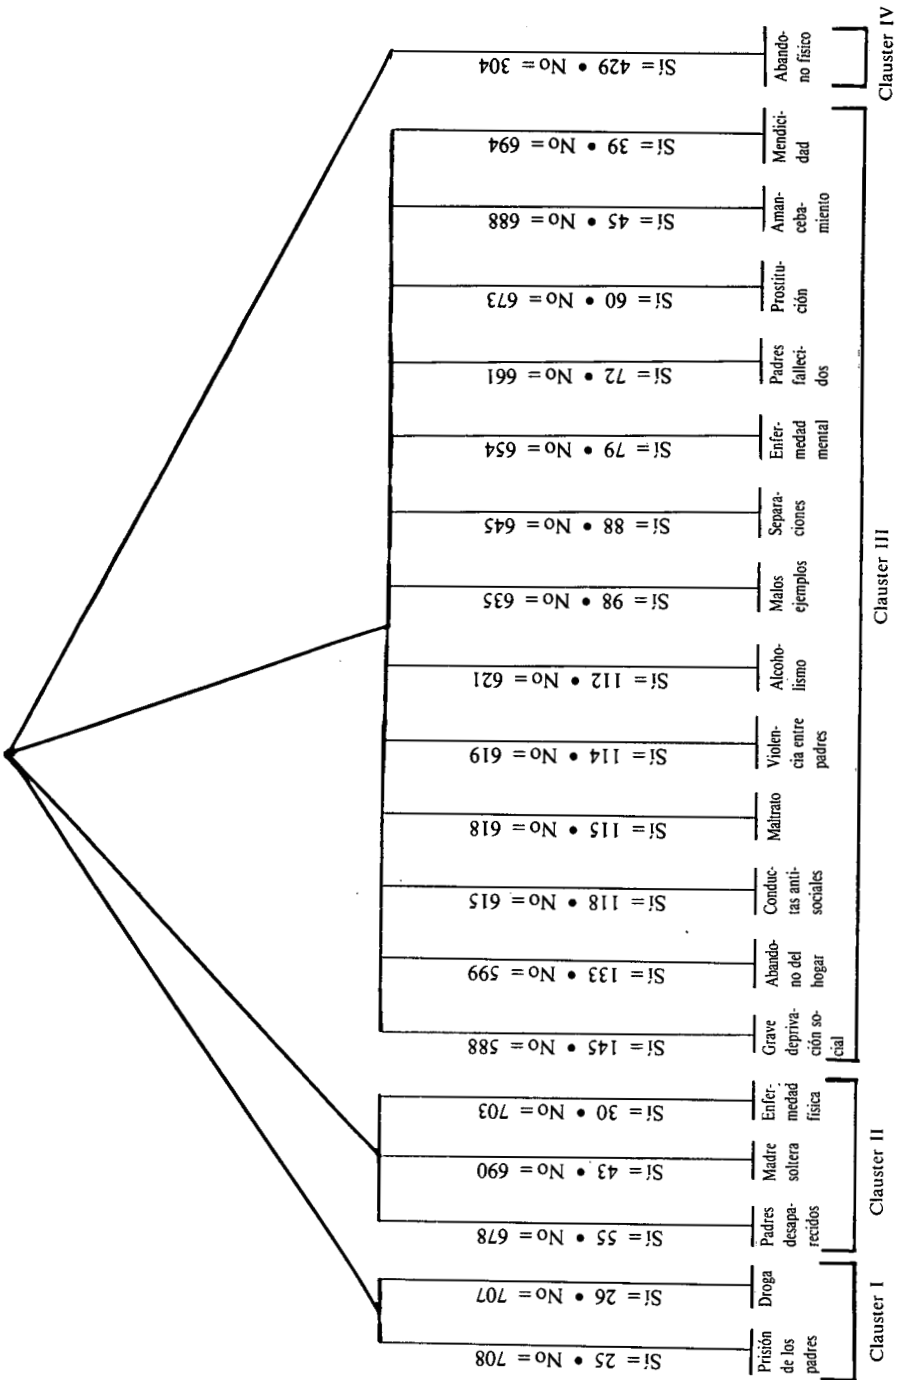 Sí = 25 • No = 708
Prisión
de los
padres
Sí = 26 • No = 707
Droga
Clauster I
Sí = 55 • No = 678
Padres
desapa-
recidos
Sí = 43 • No = 690
Madre
soltera
Sí = 30 • No = 703
Enfer-
medad
física
Clauster II
Sí = 145 • No = 588
Grave
depriva-
ción so-
cial
Sí = 133 • No = 599
Abando-
no del
hogar
Sí = 118 • No = 615
Conduc-
tas anti-
sociales
Sí = 115 • No = 618
Maltrato
Sí = 114 • No = 619
Violen-
cia entre
padres
Sí = 112 • No = 621
Alcoho-
lismo
Sí = 98 • No = 635
Malos
ejemplos
Sí = 88 • No = 645
Separa-
ciones
Sí = 79 • No = 654
Enfer-
medad
mental
Sí = 72 • No = 661
Padres
falleci-
dos
Sí = 60 • No = 673
Prostitu-
ción
Sí = 45 • No = 688
Aman-
ceba-
miento
Sí = 39 • No = 694
Mendici-
dad
Clauster III
Sí = 429 • No = 304
Abando-
no físico
Clauster IV